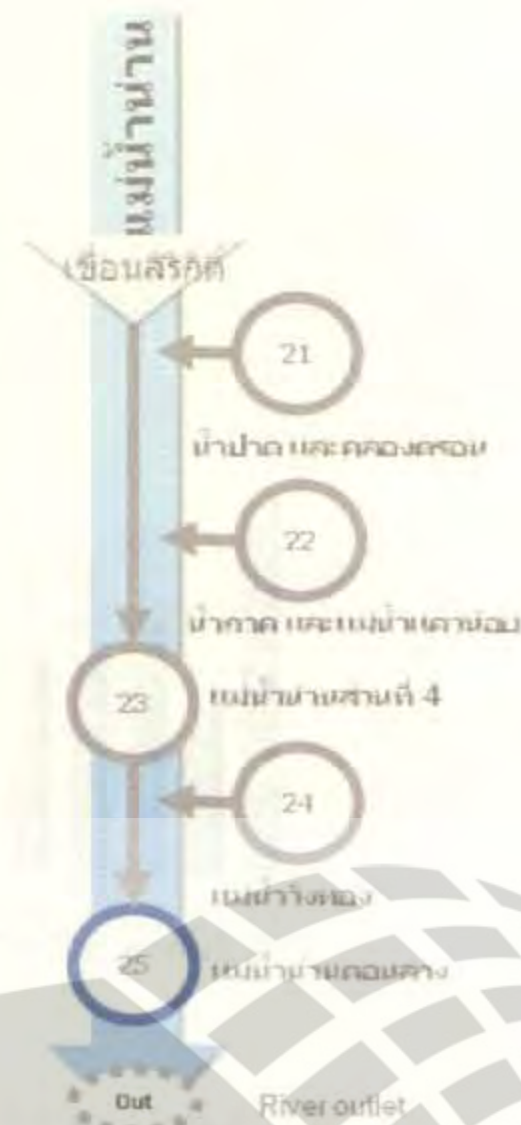 แม่น้ำน่าน
เขื่อนสิริกิติ์
21
น้ำปาด และคลองตรอน
22
น้ำภาค และแม่น้ำแควน้อย
23
แม่น้ำน่านส่วนที่ 4
24
แม่น้ำวังทอง
25
แม่น้ำน่านตอนล่าง
Out
River outlet